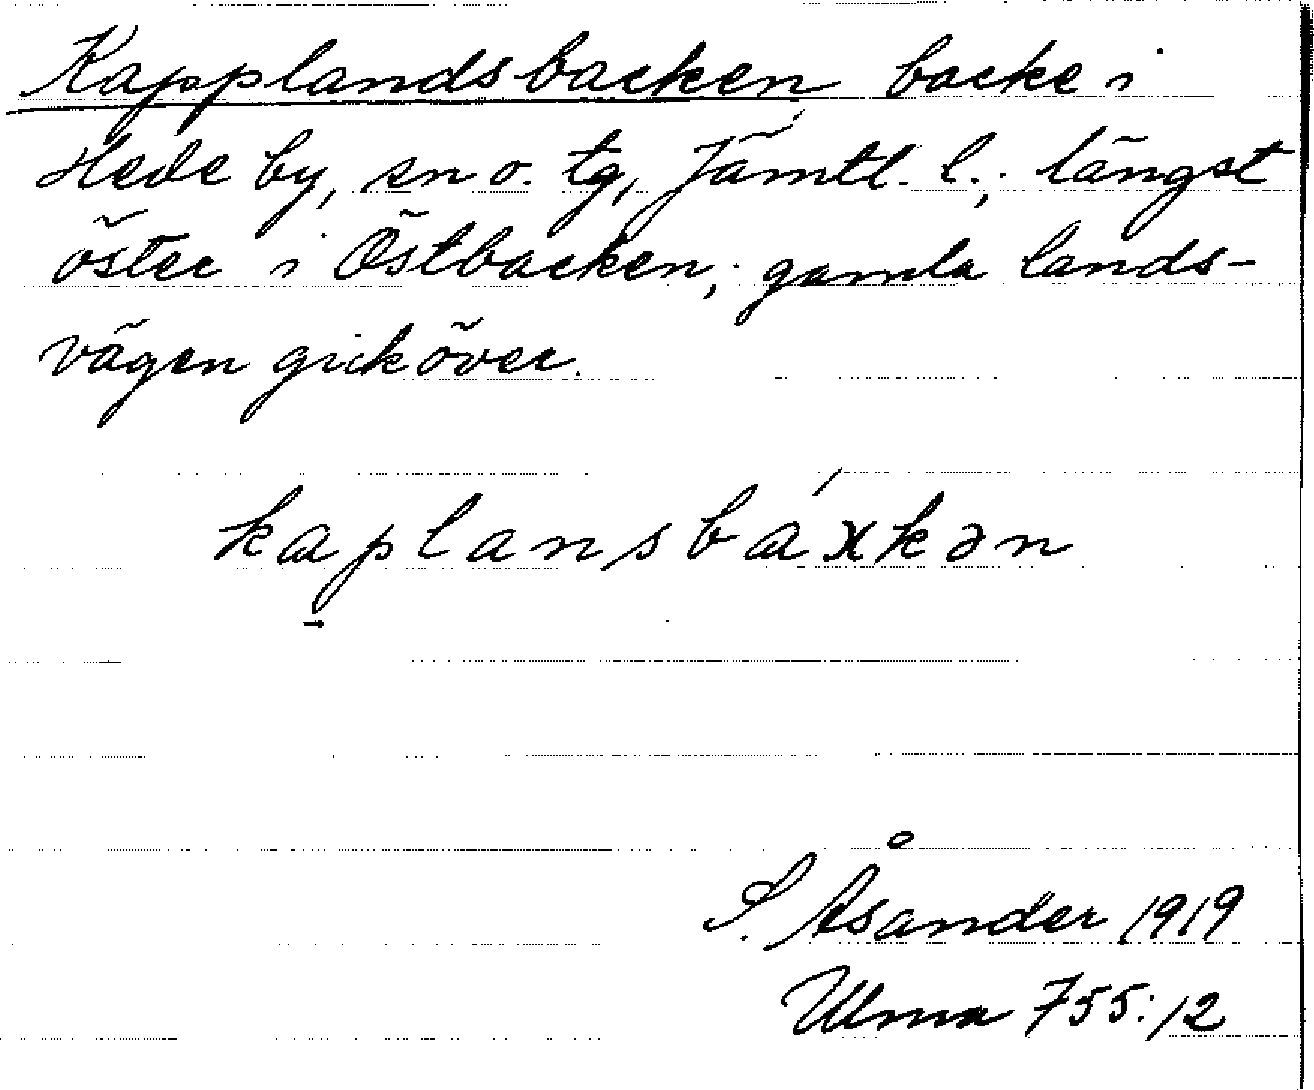 Kapplandsbacken backe i
Hede by, sn o. tg, Jämtl. l.; längst
öster i Östbacken; gamla lands-
vägen gick över.
kaplansbáxkən
S. Åsander 1919
Ulma 755:12